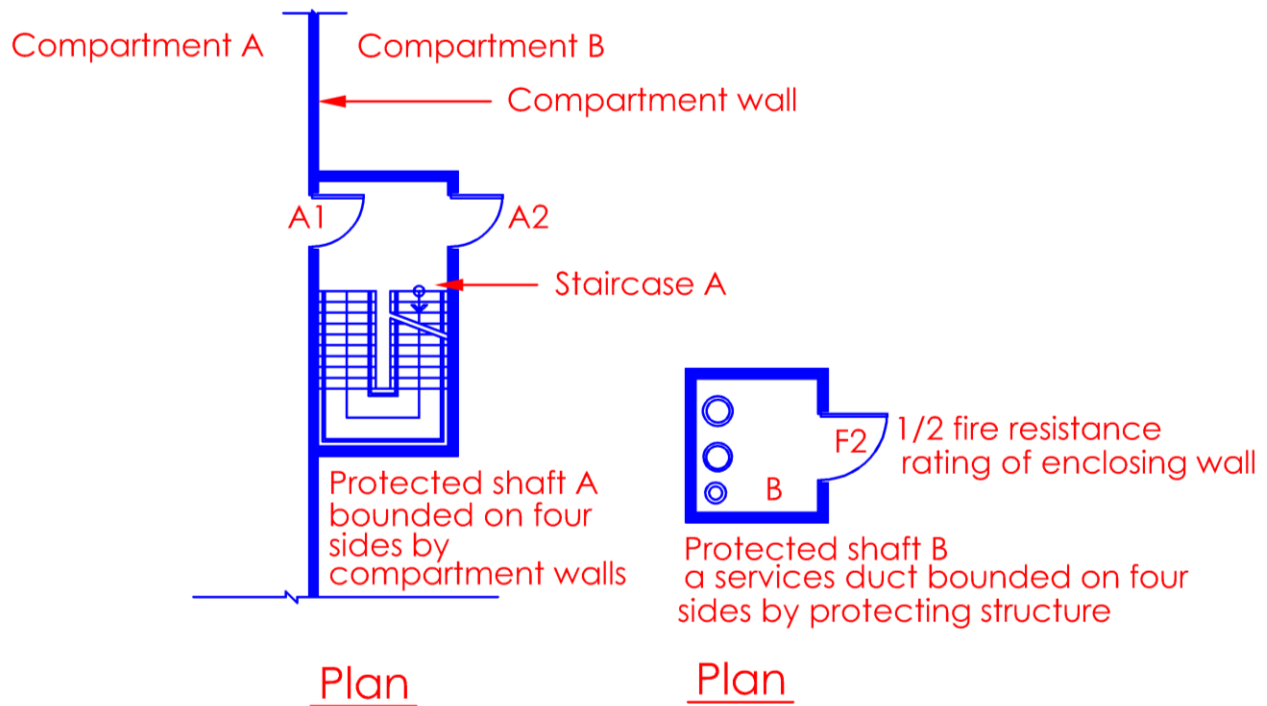 Compartment A
Compartment B
Compartment wall
A1
A2
Staircase A
Protected shaft A
bounded on four
sides by
compartment walls
Plan
F2
1/2 fire resistance
rating of enclosing wall
B
Protected shaft B
a services duct bounded on four
sides by protecting structure
Plan